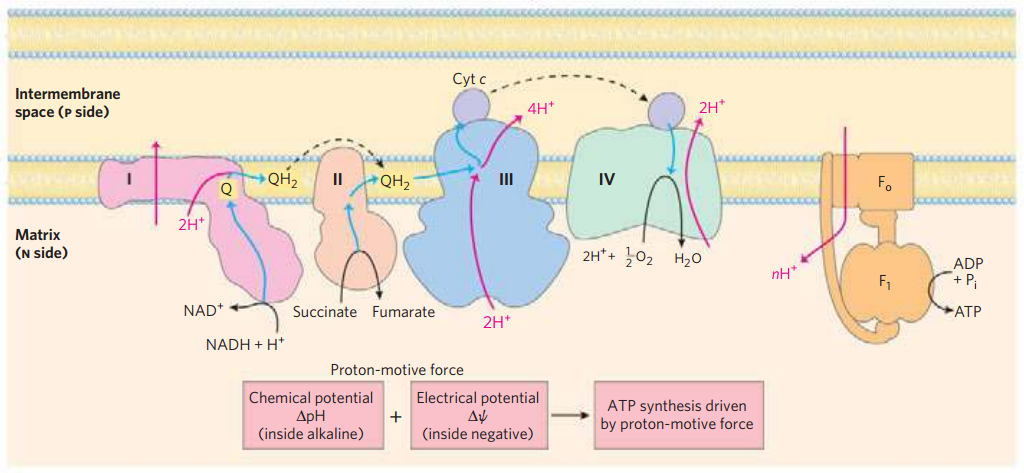 Cyt c
Intermembrane
space (P side)
4H⁺
2H⁺
I
Q
QH₂
II
QH₂
III
IV
Fₒ
2H⁺
Matrix
(N side)
2H⁺ + ½O₂
H₂O
nH⁺
F₁
ADP
+ Pᵢ
ATP
NAD⁺
Succinate
Fumarate
2H⁺
NADH + H⁺
Proton-motive force
Chemical potential
ΔpH
(inside alkaline)
+
Electrical potential
Δψ
(inside negative)
ATP synthesis driven
by proton-motive force